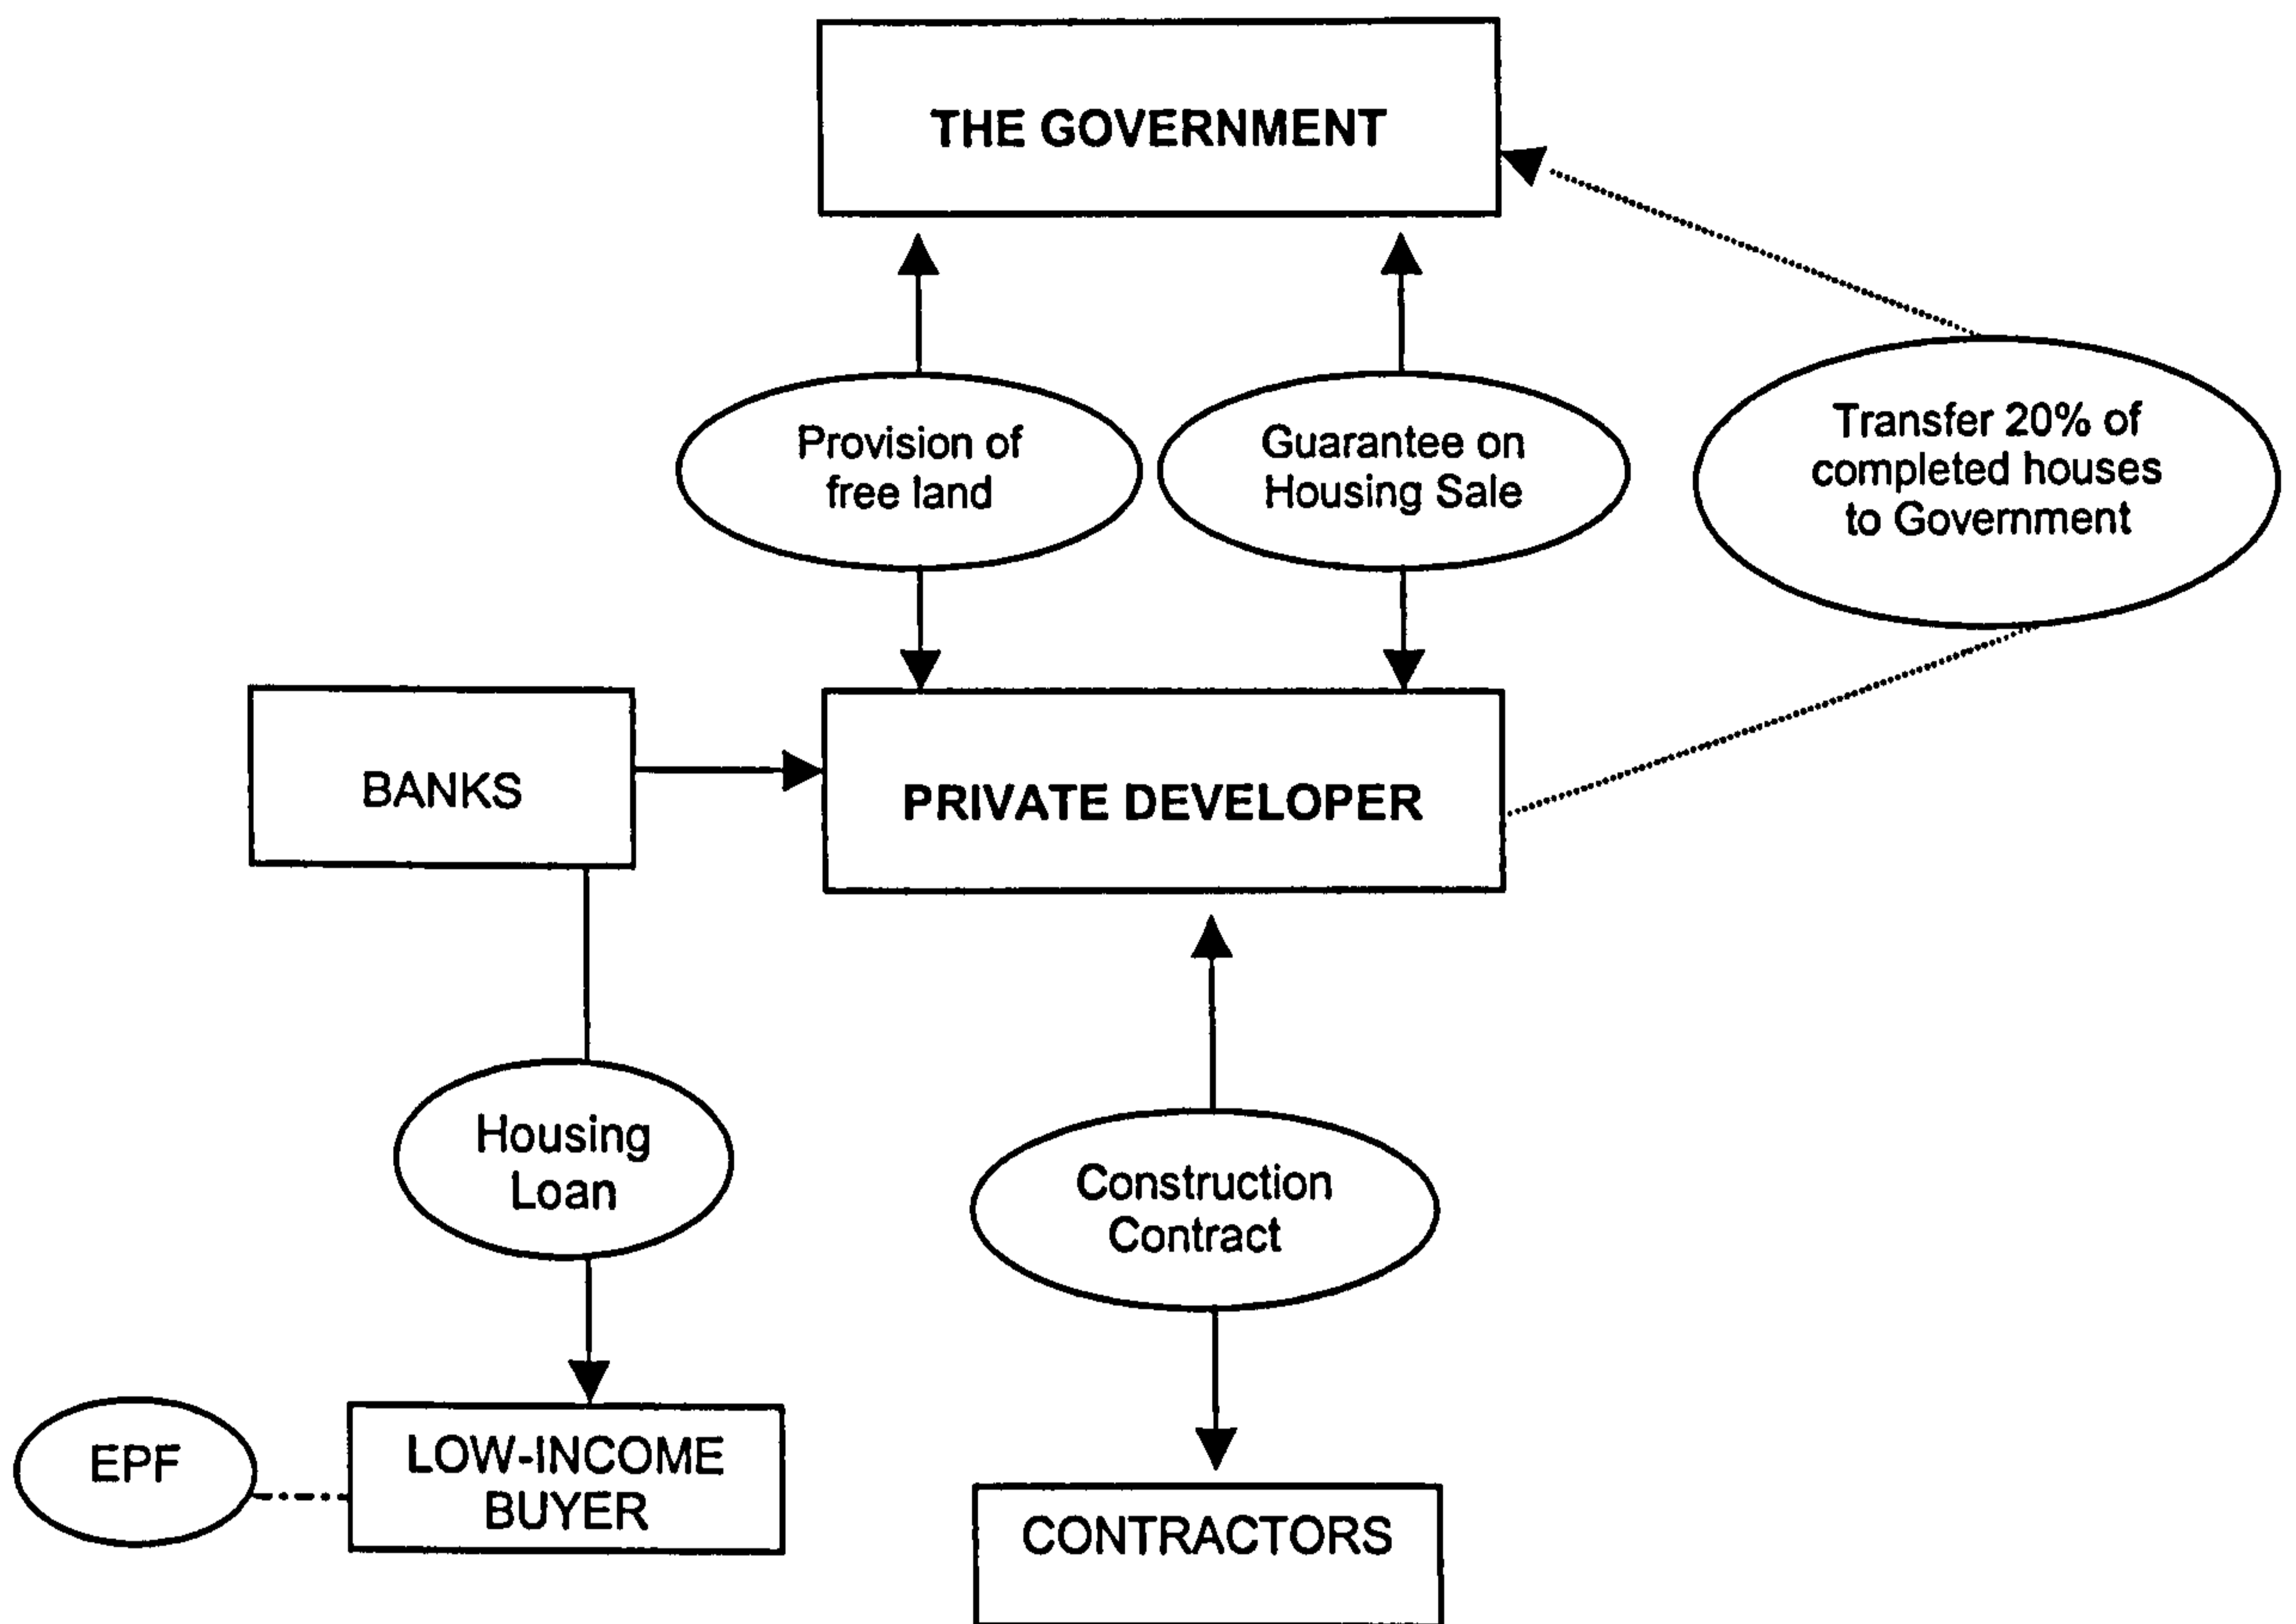 THE GOVERNMENT
Provision of
free land
Guarantee on
Housing Sale
Transfer 20% of
completed houses
to Government
BANKS
PRIVATE DEVELOPER
Housing
Loan
Construction
Contract
EPF
LOW-INCOME
BUYER
CONTRACTORS